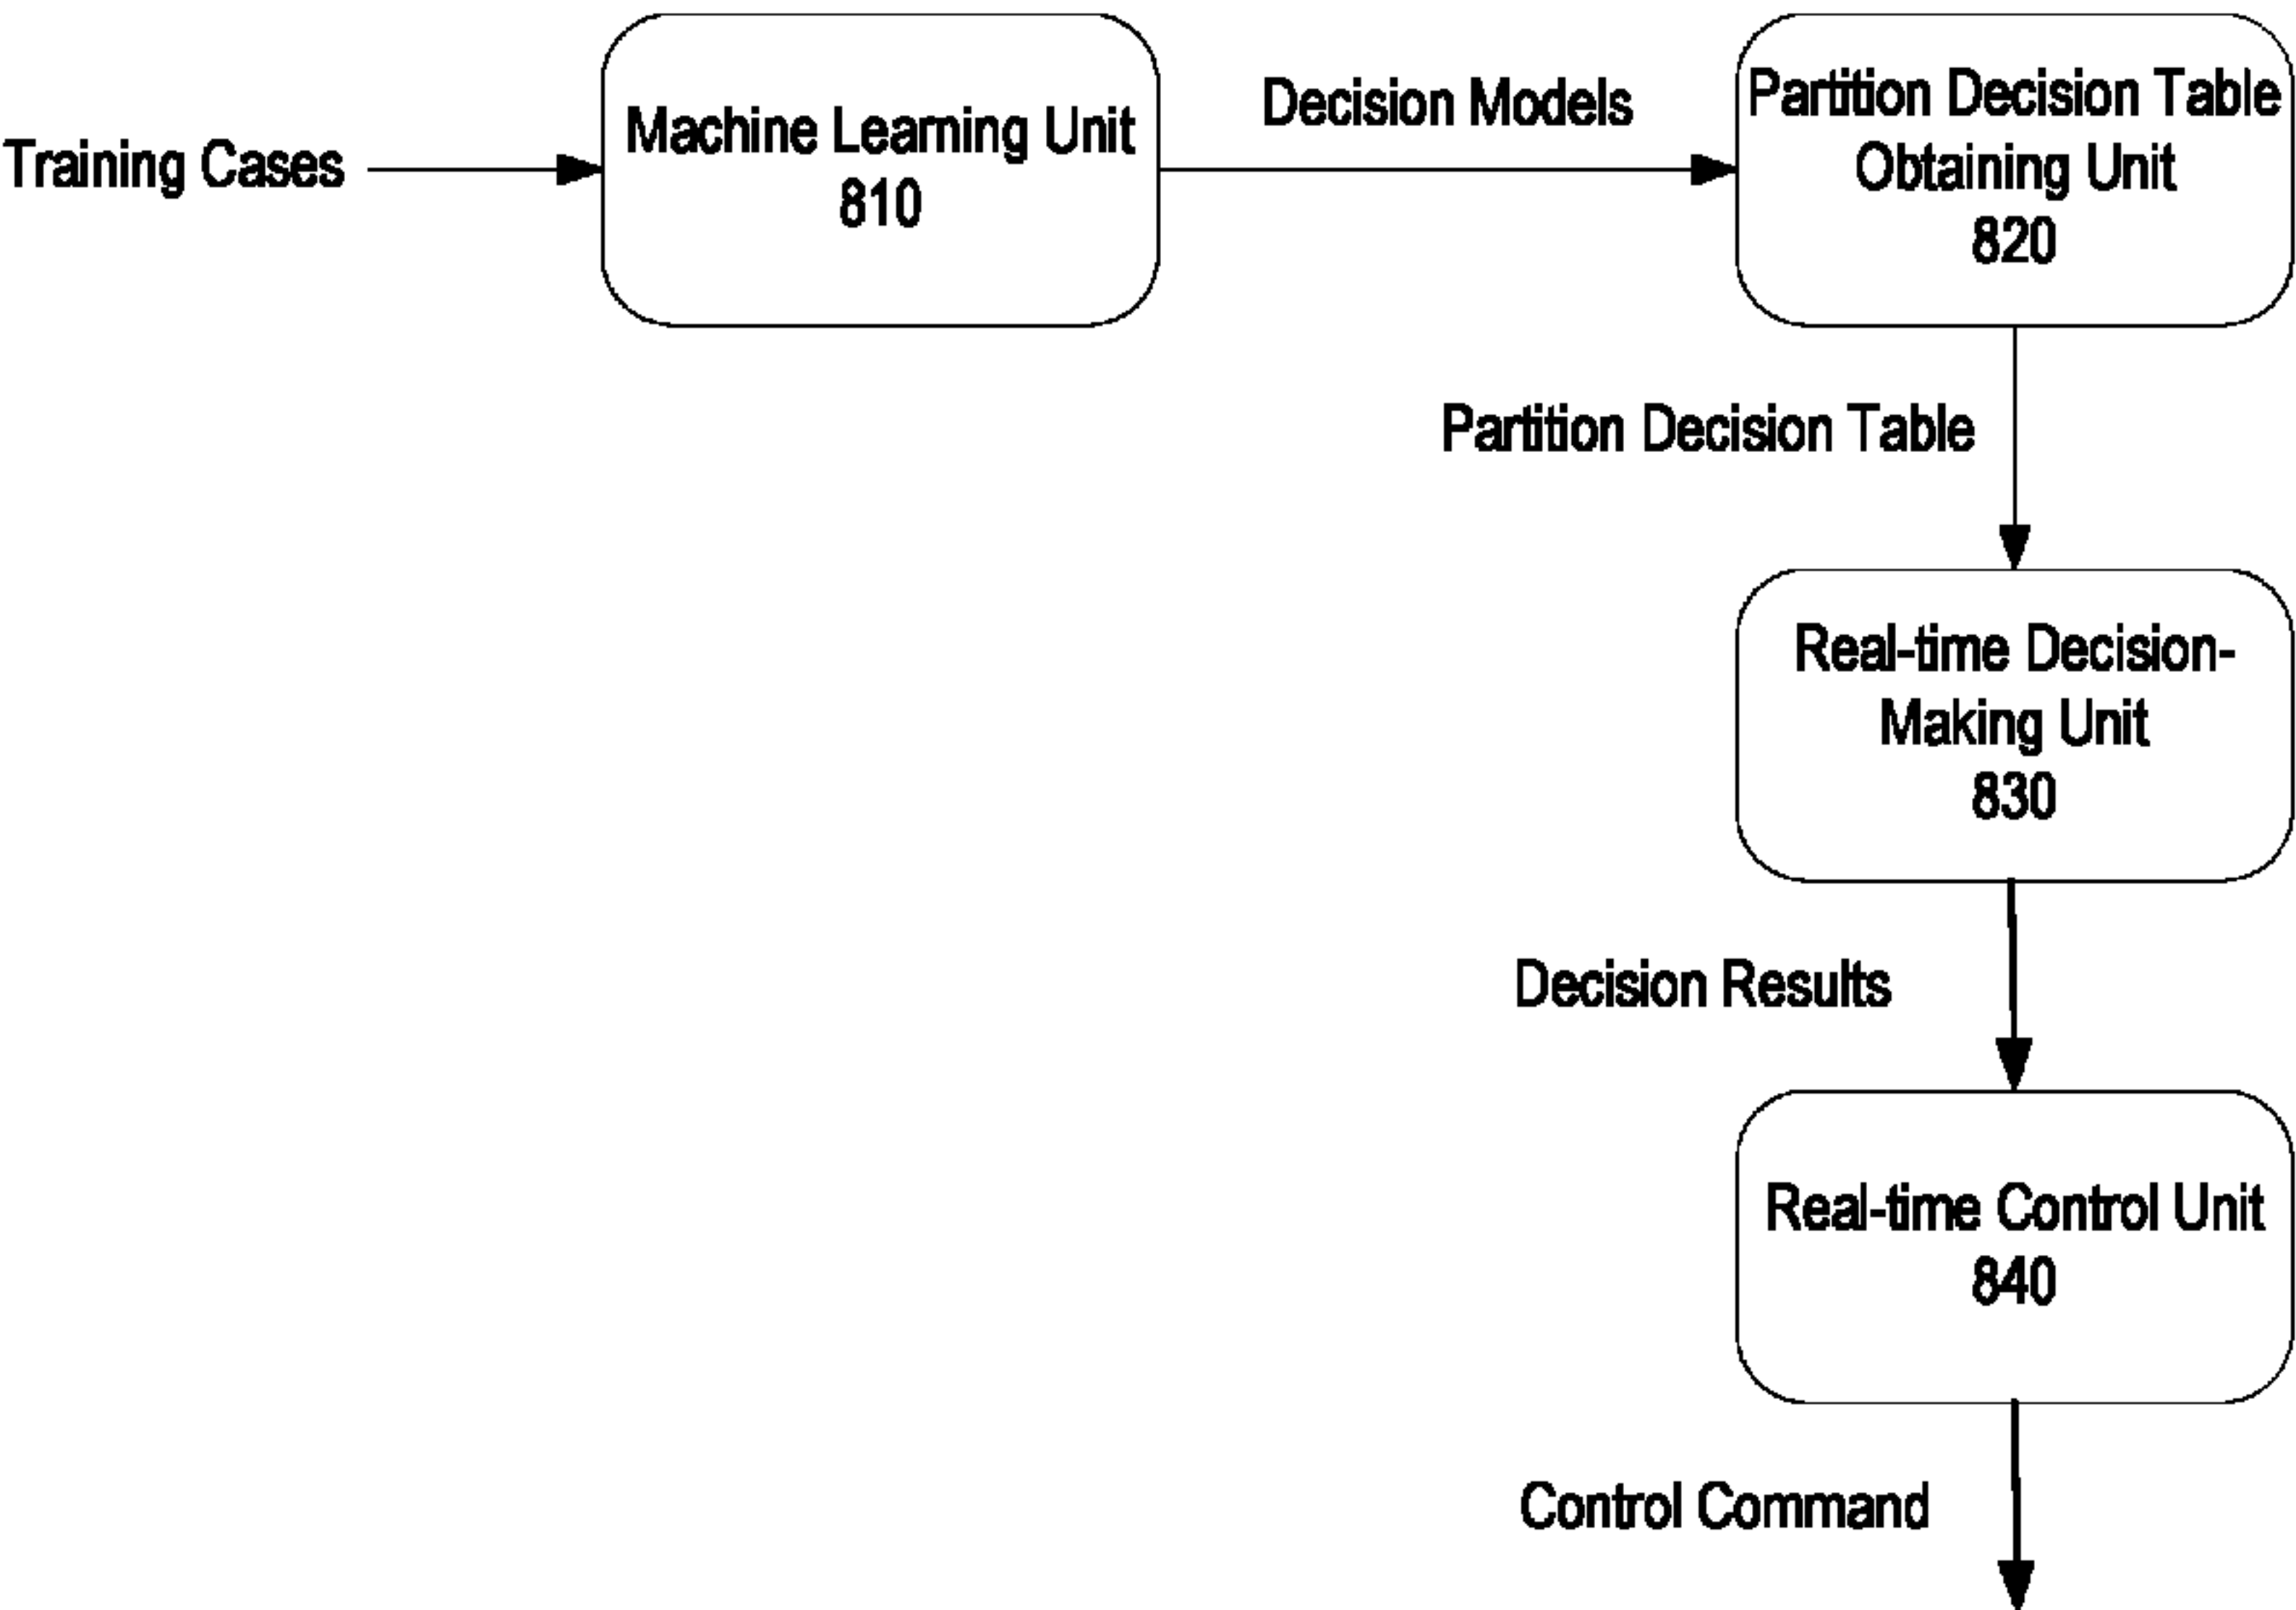 Training Cases
Machine Learning Unit
810
Decision Models
Partition Decision Table
Obtaining Unit
820
Partition Decision Table
Real-time Decision-
Making Unit
830
Decision Results
Real-time Control Unit
840
Control Command